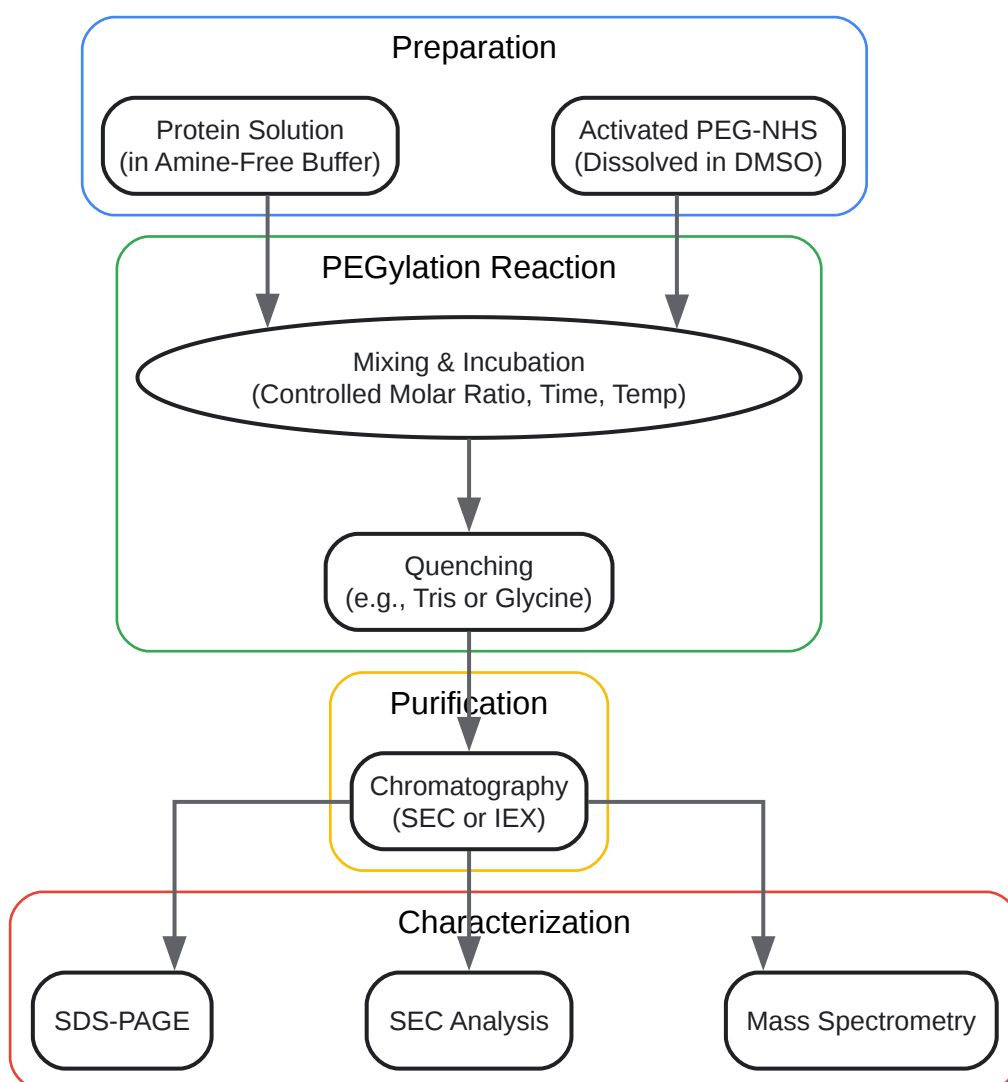 Preparation
Protein Solution
(in Amine-Free Buffer)
Activated PEG-NHS
(Dissolved in DMSO)
PEGylation Reaction
Mixing & Incubation
(Controlled Molar Ratio, Time, Temp)
Quenching
(e.g., Tris or Glycine)
Purification
Chromatography
(SEC or IEX)
Characterization
SDS-PAGE
SEC Analysis
Mass Spectrometry